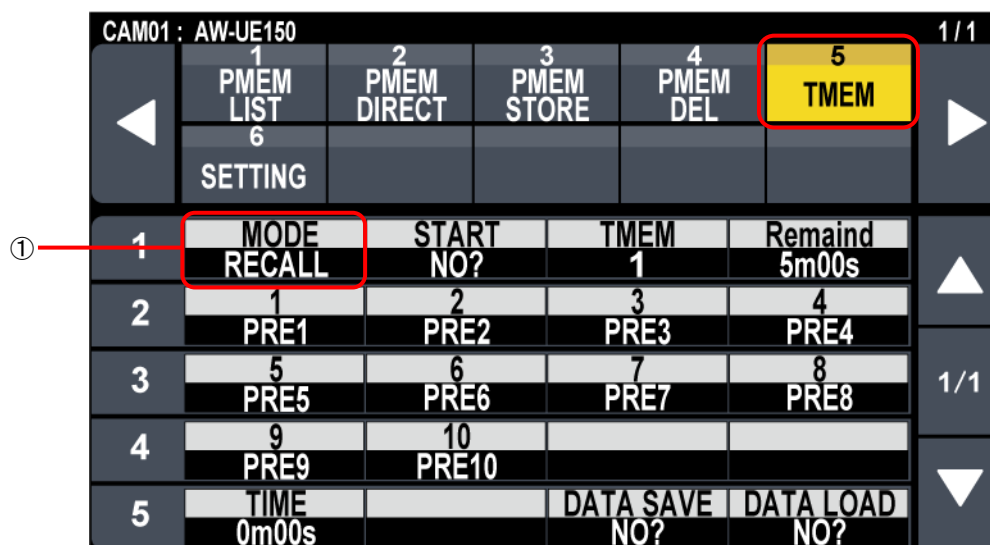 CAM01 : AW-UE150 1 / 1
1 2 3 4 5
PMEM LIST PMEM DIRECT PMEM STORE PMEM DEL TMEM
6
SETTING
① 1 MODE START TMEM Remaind
RECALL NO? 1 5m00s
2 1 2 3 4
PRE1 PRE2 PRE3 PRE4
3 5 6 7 8 1/1
PRE5 PRE6 PRE7 PRE8
4 9 10
PRE9 PRE10
5 TIME DATA SAVE DATA LOAD
0m00s NO? NO?